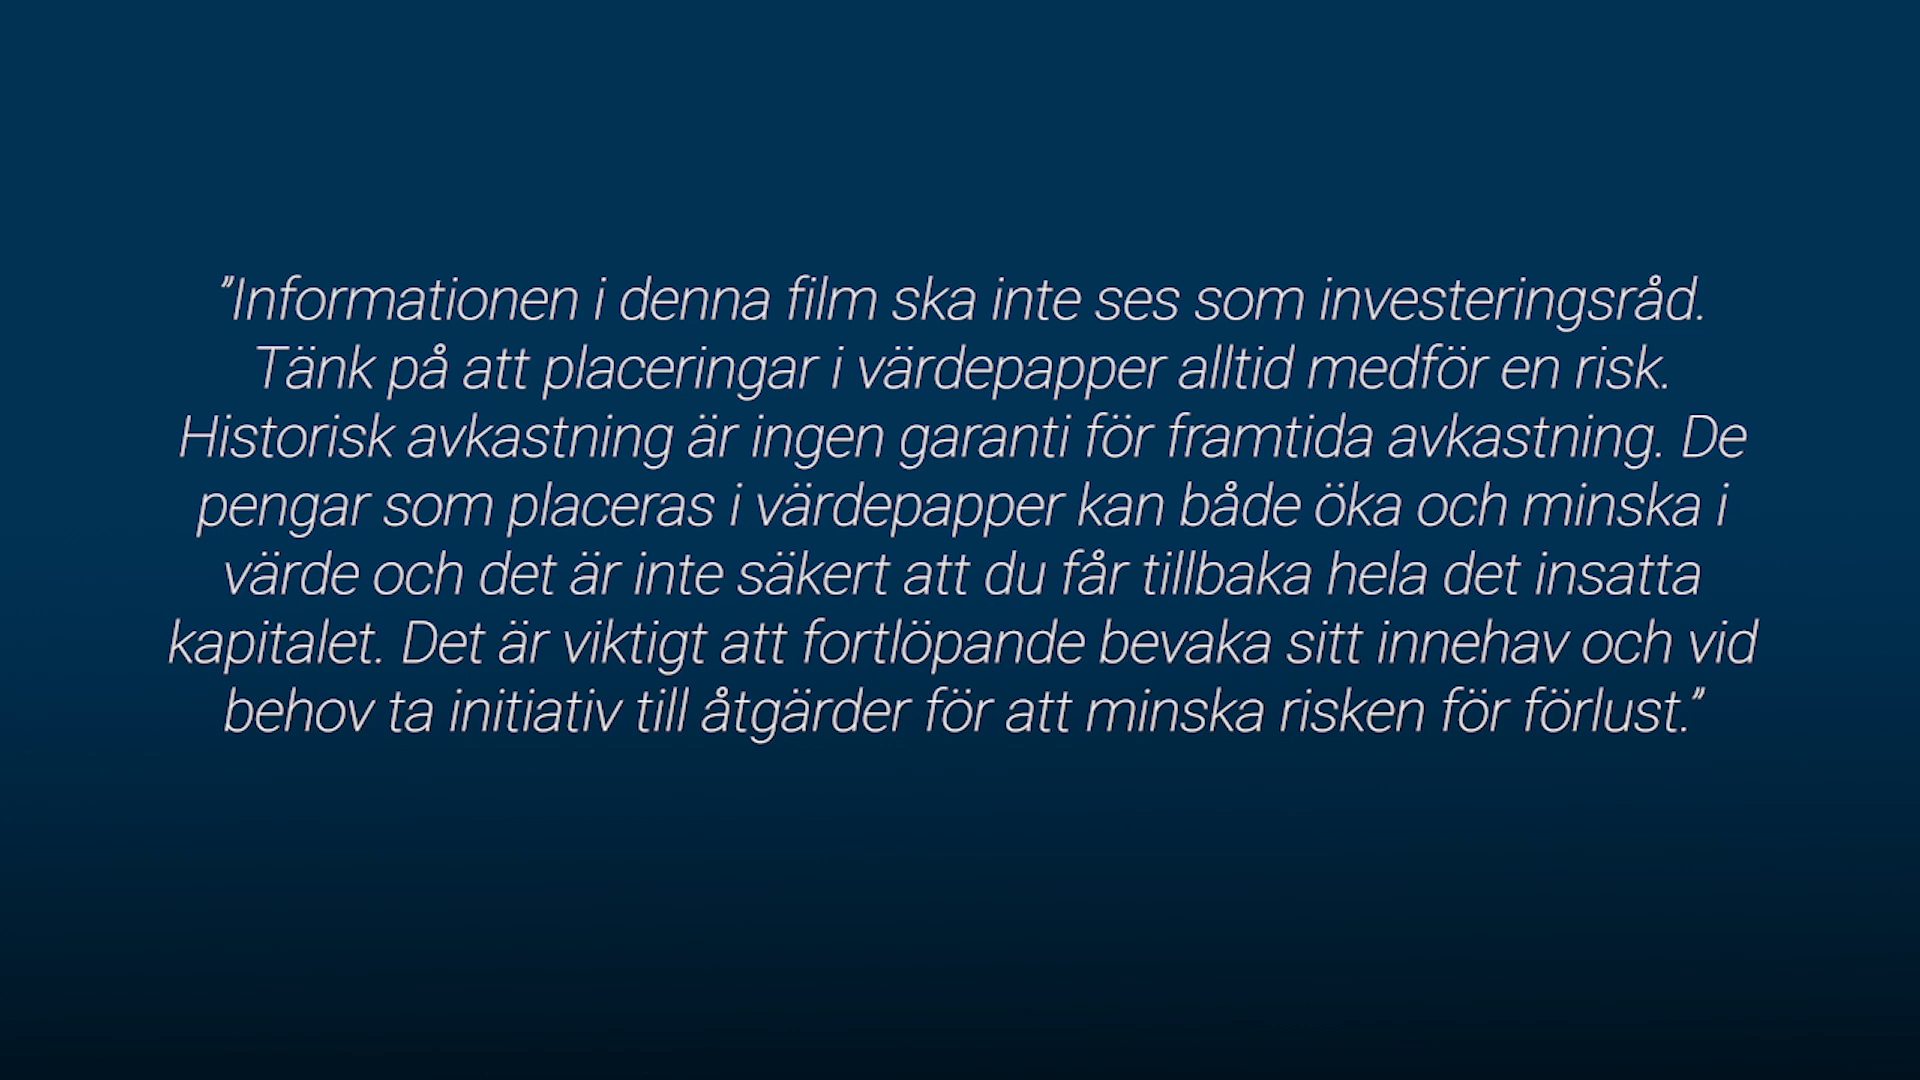 ”Informationen i denna film ska inte ses som investeringsråd.
Tänk på att placeringar i värdepapper alltid medför en risk.
Historisk avkastning är ingen garanti för framtida avkastning. De
pengar som placeras i värdepapper kan både öka och minska i
värde och det är inte säkert att du får tillbaka hela det insatta
kapitalet. Det är viktigt att fortlöpande bevaka sitt innehav och vid
behov ta initiativ till åtgärder för att minska risken för förlust.”